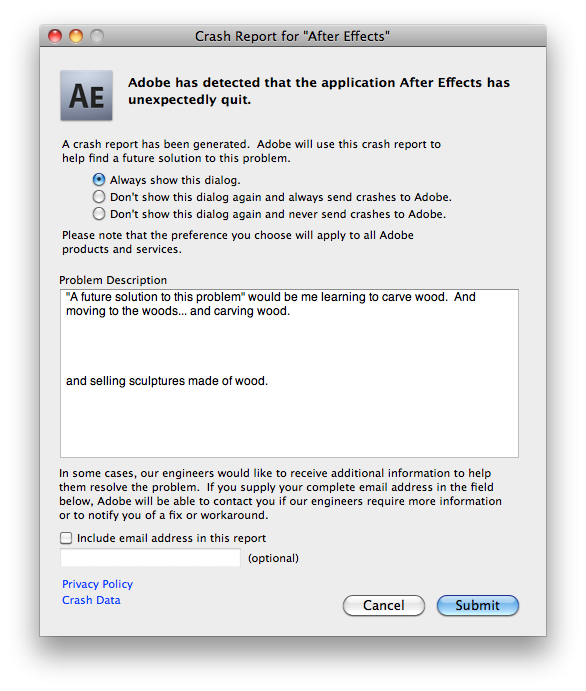 Crash Report for "After Effects"
AE
Adobe has detected that the application After Effects has
unexpectedly quit.
A crash report has been generated.  Adobe will use this crash report to
help find a future solution to this problem.
Always show this dialog.
Don't show this dialog again and always send crashes to Adobe.
Don't show this dialog again and never send crashes to Adobe.
Please note that the preference you choose will apply to all Adobe
products and services.
Problem Description
"A future solution to this problem" would be me learning to carve wood.  And
moving to the woods... and carving wood.
and selling sculptures made of wood.
In some cases, our engineers would like to receive additional information to help
them resolve the problem.  If you supply your complete email address in the field
below, Adobe will be able to contact you if our engineers require more information
or to notify you of a fix or workaround.
Include email address in this report
(optional)
Privacy Policy
Crash Data
Cancel
Submit